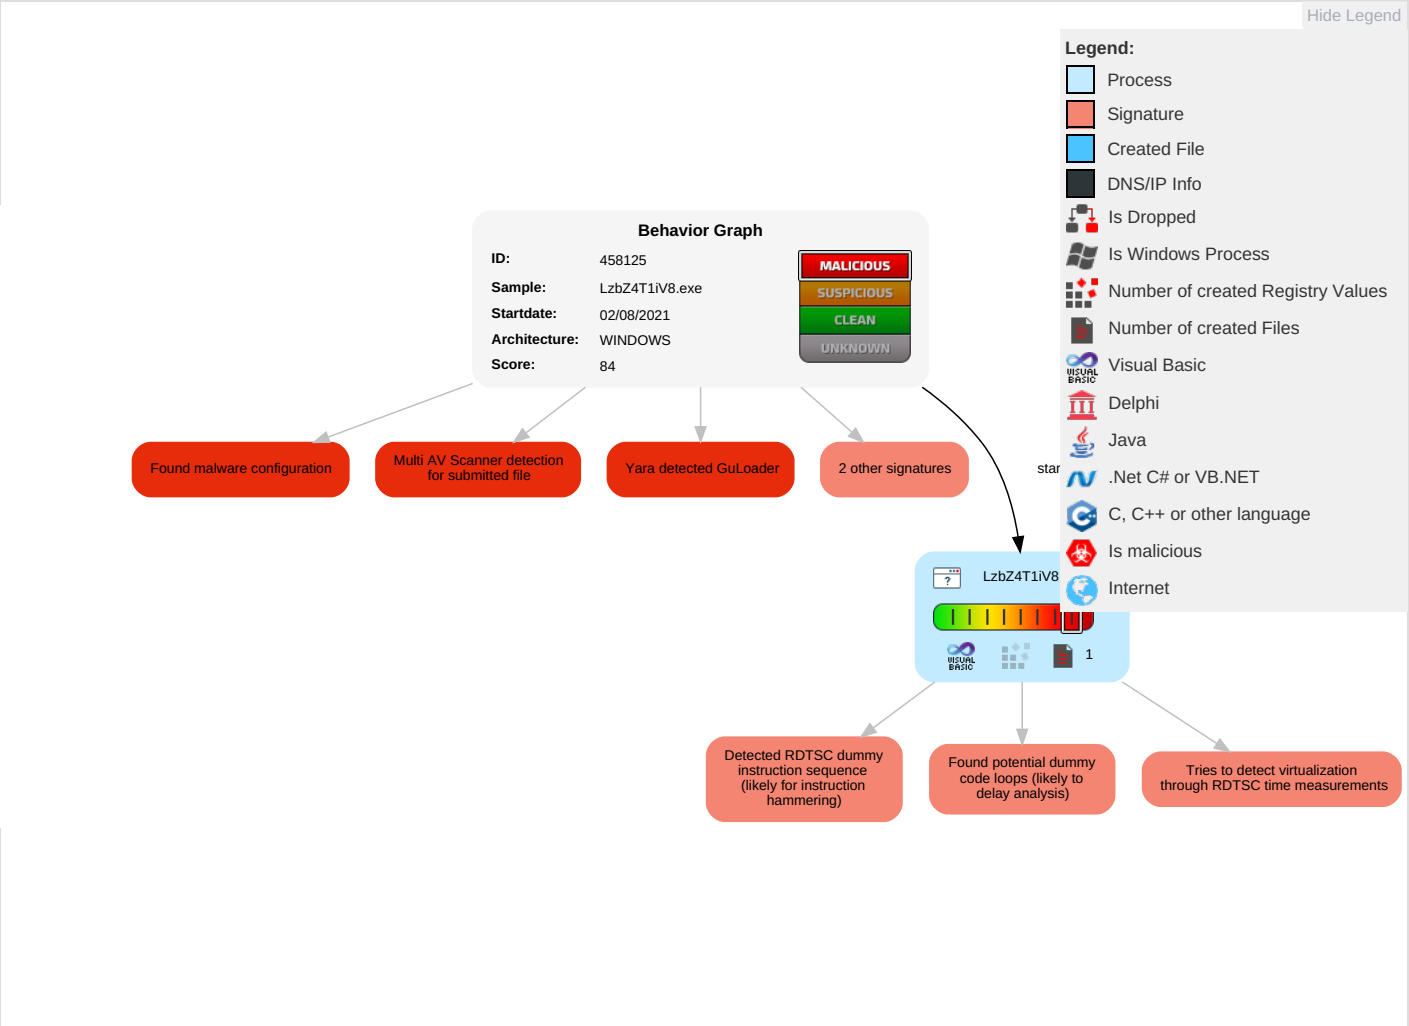 Hide Legend
Legend:
Process
Signature
Created File
DNS/IP Info
Is Dropped
Is Windows Process
Number of created Registry Values
Number of created Files
VISUAL
BASIC
Visual Basic
Delphi
Java
.Net C# or VB.NET
C, C++ or other language
Is malicious
Internet
Behavior Graph
ID: 458125
Sample: LzbZ4T1iV8.exe
Startdate: 02/08/2021
Architecture: WINDOWS
Score: 84
MALICIOUS
SUSPICIOUS
CLEAN
UNKNOWN
Found malware configuration
Multi AV Scanner detection
for submitted file
Yara detected GuLoader
2 other signatures
star
?
LzbZ4T1iV8
VISUAL
BASIC
1
Detected RDTSC dummy
instruction sequence
(likely for instruction
hammering)
Found potential dummy
code loops (likely to
delay analysis)
Tries to detect virtualization
through RDTSC time measurements